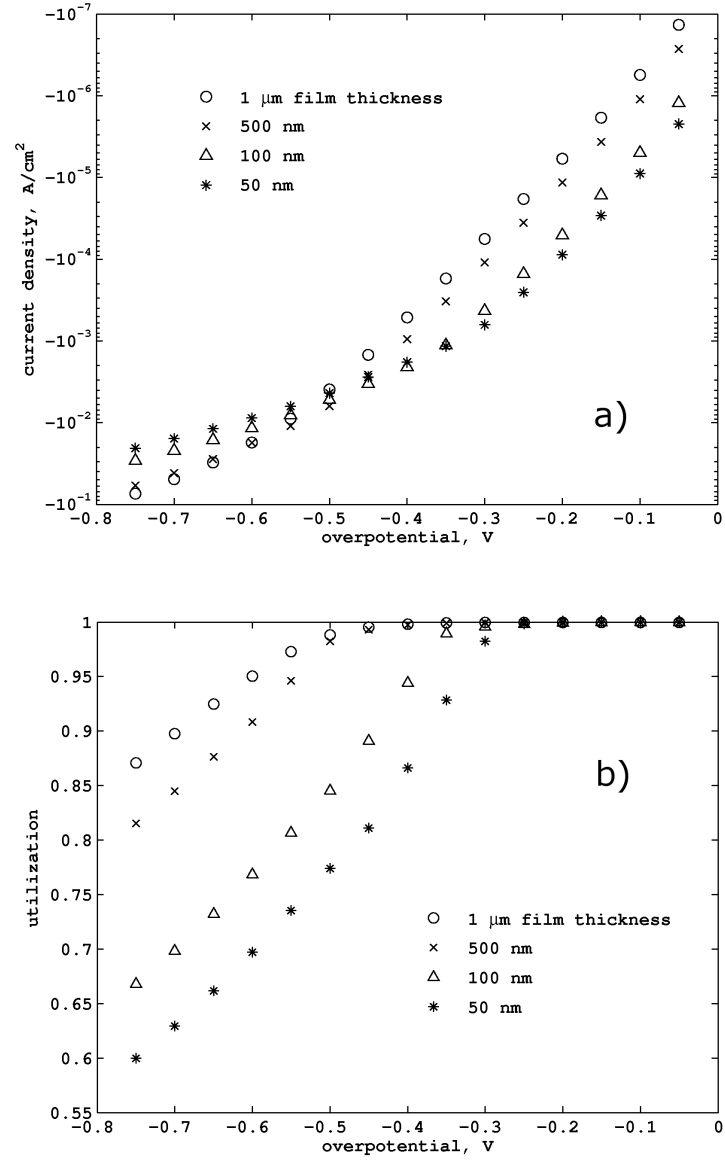 −10⁻⁷
−10⁻⁶
−10⁻⁵
−10⁻⁴
−10⁻³
−10⁻²
−10⁻¹
current density, A/cm²
1 μm film thickness
500 nm
100 nm
50 nm
a)
−0.8 −0.7 −0.6 −0.5 −0.4 −0.3 −0.2 −0.1 0
overpotential, V
1
0.95
0.9
0.85
0.8
0.75
0.7
0.65
0.6
0.55
utilization
b)
1 μm film thickness
500 nm
100 nm
50 nm
−0.8 −0.7 −0.6 −0.5 −0.4 −0.3 −0.2 −0.1 0
overpotential, V